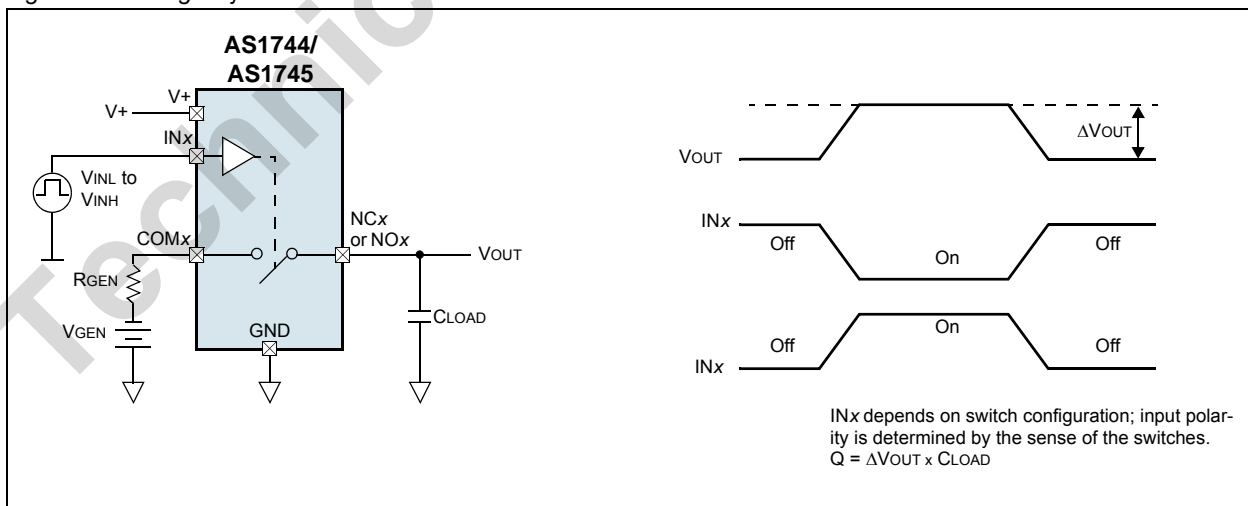 AS1744/
AS1745
V+
V+
INx
VINL to
VINH
COMx
NCx
or NOx
VOUT
RGEN
VGEN
GND
CLOAD
VOUT
ΔVOUT
INx
Off
On
Off
INx
Off
On
Off
INx depends on switch configuration; input polar-
ity is determined by the sense of the switches.
Q = ΔVOUT x CLOAD
Technic